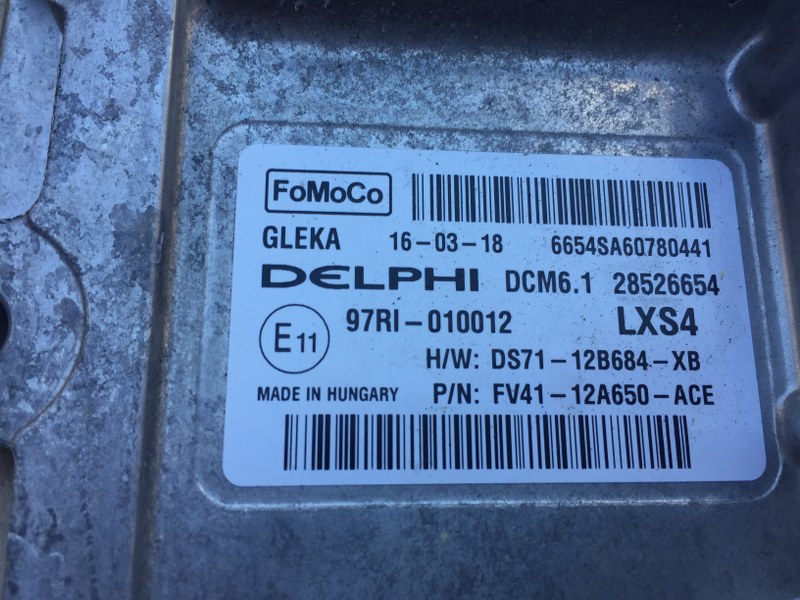 FoMoCo
GLEKA 16-03-18 6654SA60780441
DELPHI DCM6.1 28526654
E11 97RI-010012 LXS4
H/W: DS71-12B684-XB
MADE IN HUNGARY P/N: FV41-12A650-ACE